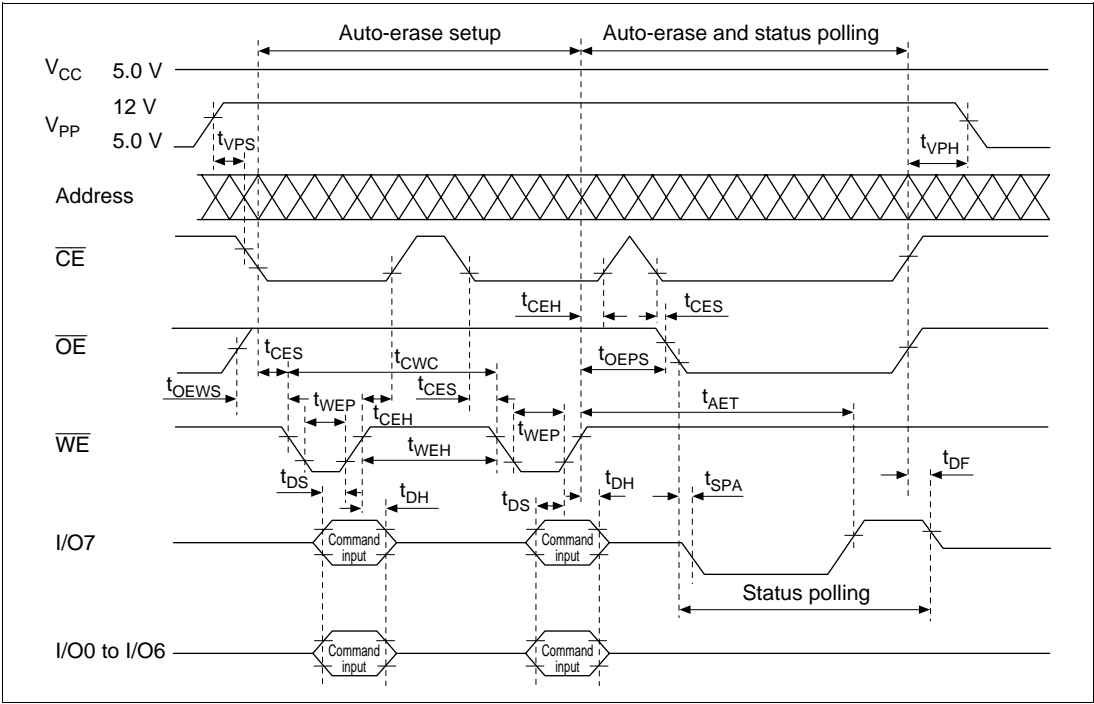 Auto-erase setup Auto-erase and status polling
VCC 5.0 V
12 V
VPP
5.0 V
tVPS
tVPH
Address
CE
tCEH tCES
OE
tCES tCWC tOEPS
tOEWS tWEP tCES tAET
tCEH tWEP
WE
tWEH
tDF
tDS tDH tDS tDH tSPA
I/O7 Command input Command input
Status polling
I/O0 to I/O6 Command input Command input